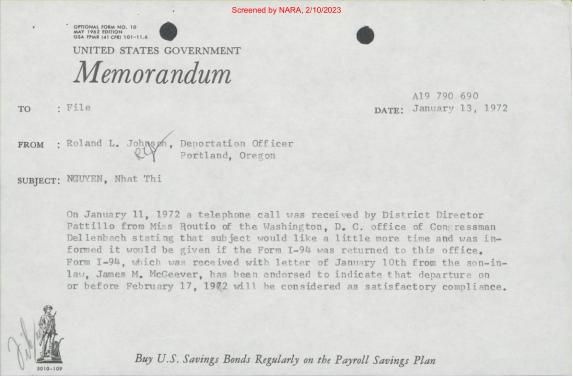 Screened by NARA, 2/10/2023
OPTIONAL FORM NO. 10
MAY 1962 EDITION
GSA FPMR (41 CFR) 101-11.6
UNITED STATES GOVERNMENT
Memorandum
A19 790 690
TO : File
DATE: January 13, 1972
FROM : Roland L. Johnson, Deportation Officer
Portland, Oregon
SUBJECT: NGUYEN, Nhat Thi
On January 11, 1972 a telephone call was received by District Director
Pattillo from Miss Routio of the Washington, D. C. office of Congressman
Dellenbach stating that subject would like a little more time and was in-
formed it would be given if the Form I-94 was returned to this office.
Form I-94, which was received with letter of January 10th from the son-in-
law, James M. McGeever, has been endorsed to indicate that departure on
or before February 17, 1972 will be considered as satisfactory compliance.
5010-109
Buy U.S. Savings Bonds Regularly on the Payroll Savings Plan